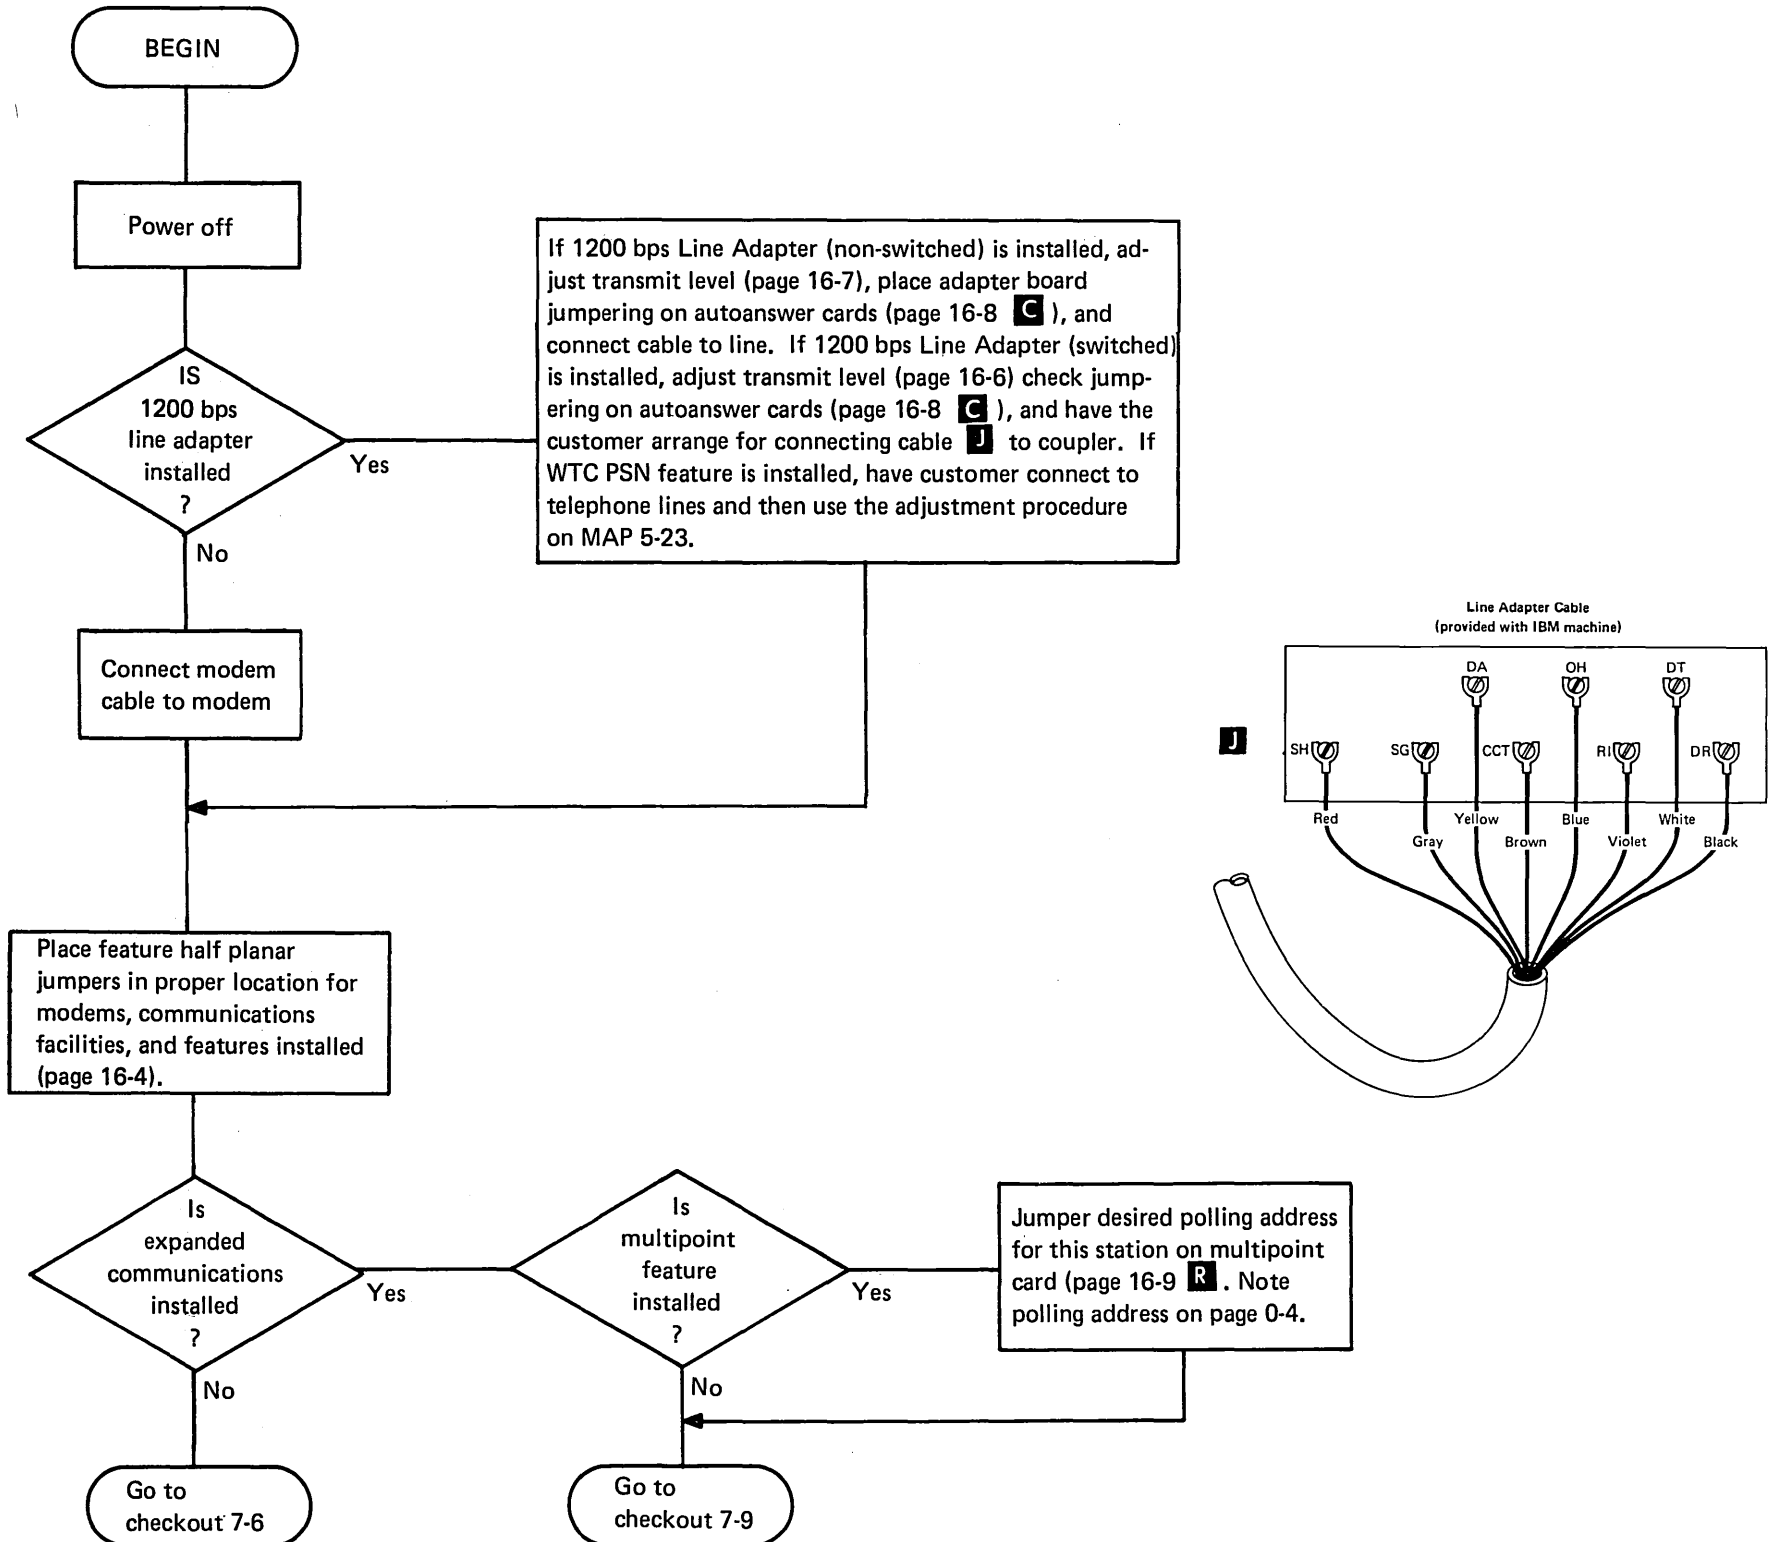 BEGIN
Power off
IS
1200 bps
line adapter
installed
?
Yes
No
If 1200 bps Line Adapter (non-switched) is installed, ad-
just transmit level (page 16-7), place adapter board
jumpering on autoanswer cards (page 16-8 C ), and
connect cable to line. If 1200 bps Line Adapter (switched)
is installed, adjust transmit level (page 16-6) check jump-
ering on autoanswer cards (page 16-8 C ), and have the
customer arrange for connecting cable J to coupler. If
WTC PSN feature is installed, have customer connect to
telephone lines and then use the adjustment procedure
on MAP 5-23.
Connect modem
cable to modem
Line Adapter Cable
(provided with IBM machine)
DA OH DT
J
SH SG CCT RI DR
Red Yellow Blue White
Gray Brown Violet Black
Place feature half planar
jumpers in proper location for
modems, communications
facilities, and features installed
(page 16-4).
Is
expanded
communications
installed
?
Yes
No
Is
multipoint
feature
installed
?
Yes
No
Jumper desired polling address
for this station on multipoint
card (page 16-9 R . Note
polling address on page 0-4.
Go to
checkout 7-6
Go to
checkout 7-9